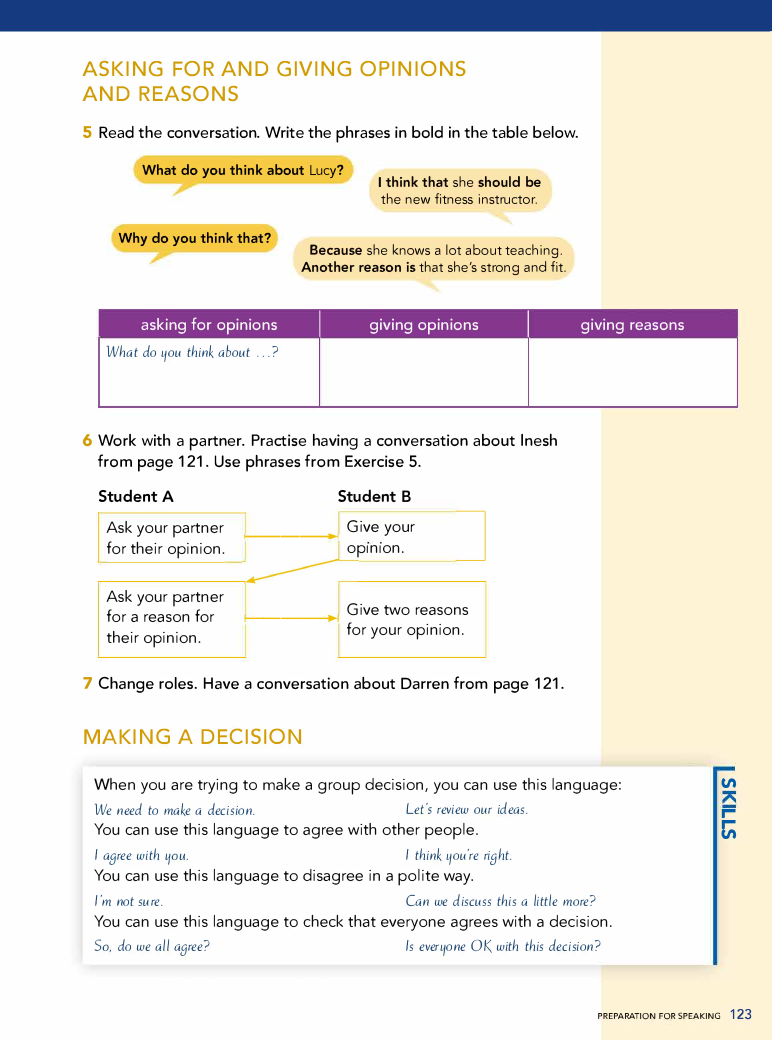 ASKING FOR AND GIVING OPINIONS
AND REASONS
5 Read the conversation. Write the phrases in bold in the table below.
What do you think about Lucy?
I think that she should be
the new fitness instructor.
Why do you think that?
Because she knows a lot about teaching.
Another reason is that she's strong and fit.
asking for opinions giving opinions giving reasons
What do you think about …?
6 Work with a partner. Practise having a conversation about Inesh
from page 121. Use phrases from Exercise 5.
Student A Student B
Ask your partner
for their opinion.
Give your
opinion.
Ask your partner
for a reason for
their opinion.
Give two reasons
for your opinion.
7 Change roles. Have a conversation about Darren from page 121.
MAKING A DECISION
SKILLS
When you are trying to make a group decision, you can use this language:
We need to make a decision. Let's review our ideas.
You can use this language to agree with other people.
I agree with you. I think you're right.
You can use this language to disagree in a polite way.
I'm not sure. Can we discuss this a little more?
You can use this language to check that everyone agrees with a decision.
So, do we all agree? Is everyone OK with this decision?
PREPARATION FOR SPEAKING 123